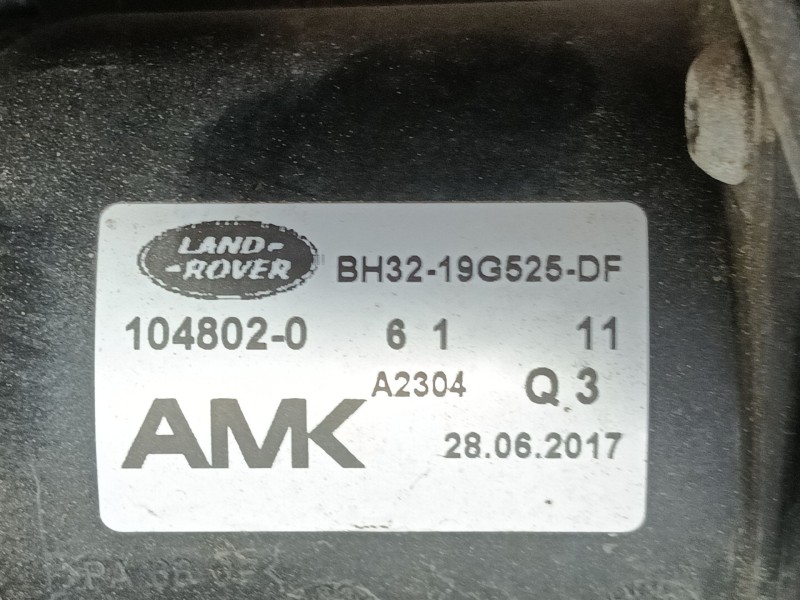 LAND-
-ROVER
BH32-19G525-DF
104802-0 6 1 11
A2304 Q.3
AMK
28.06.2017